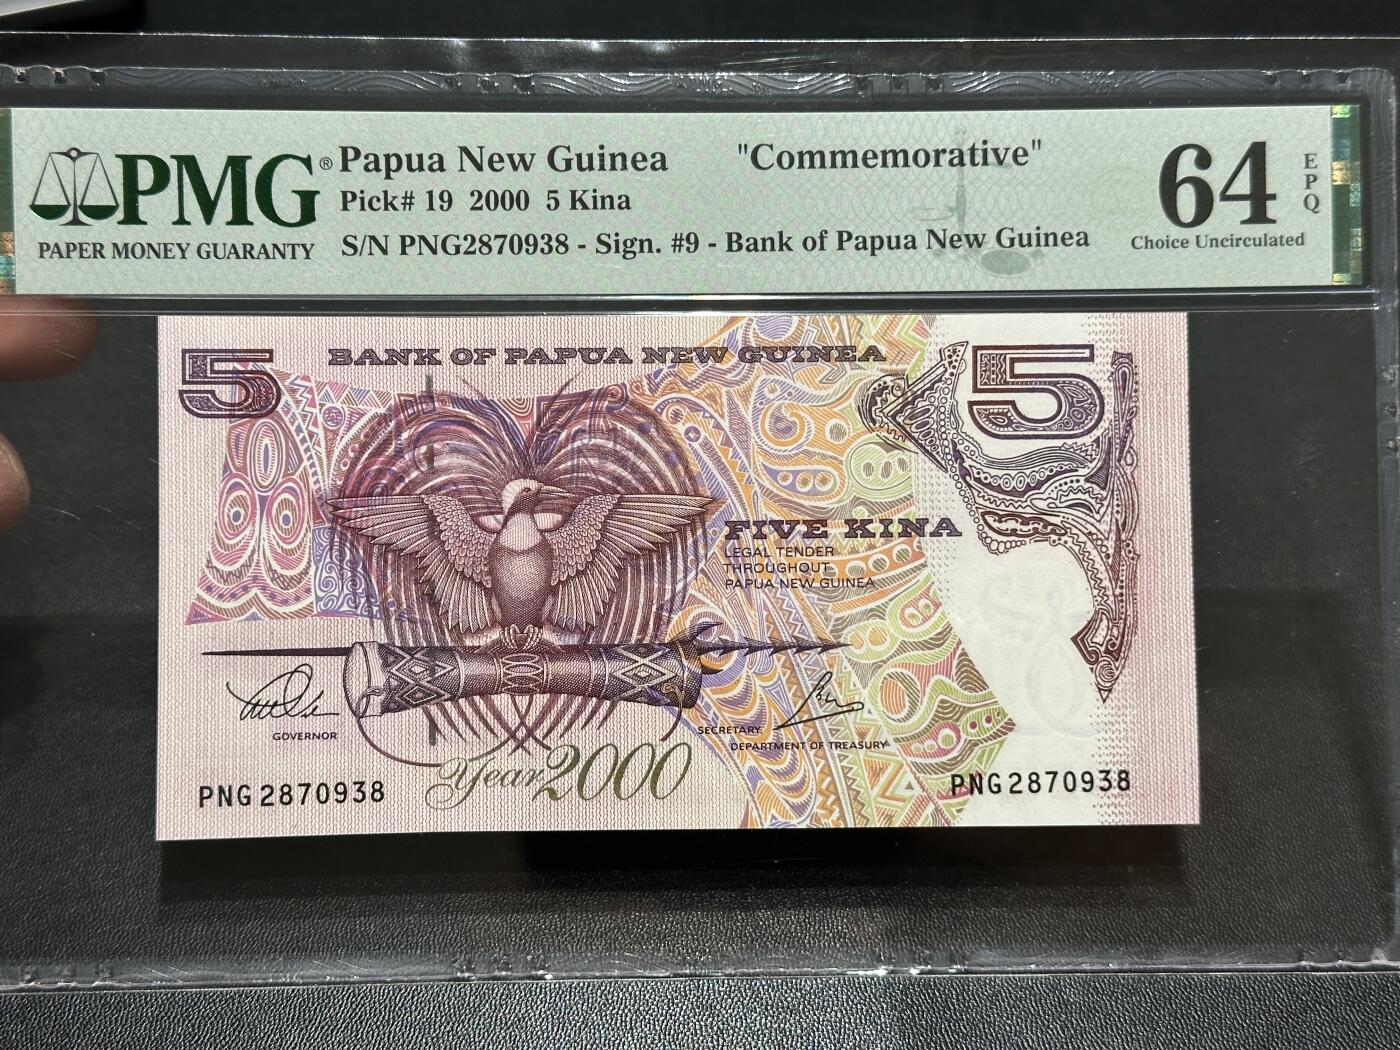 PMG®
PAPER MONEY GUARANTY
Papua New Guinea "Commemorative"
Pick# 19 2000 5 Kina
S/N PNG2870938 - Sign. #9 - Bank of Papua New Guinea
64
EPQ
Choice Uncirculated
5
BANK OF PAPUA NEW GUINEA
5
FIVE KINA
LEGAL TENDER
THROUGHOUT
PAPUA NEW GUINEA
GOVERNOR
SECRETARY.
DEPARTMENT OF TREASURY
Year 2000
PNG2870938
PNG2870938